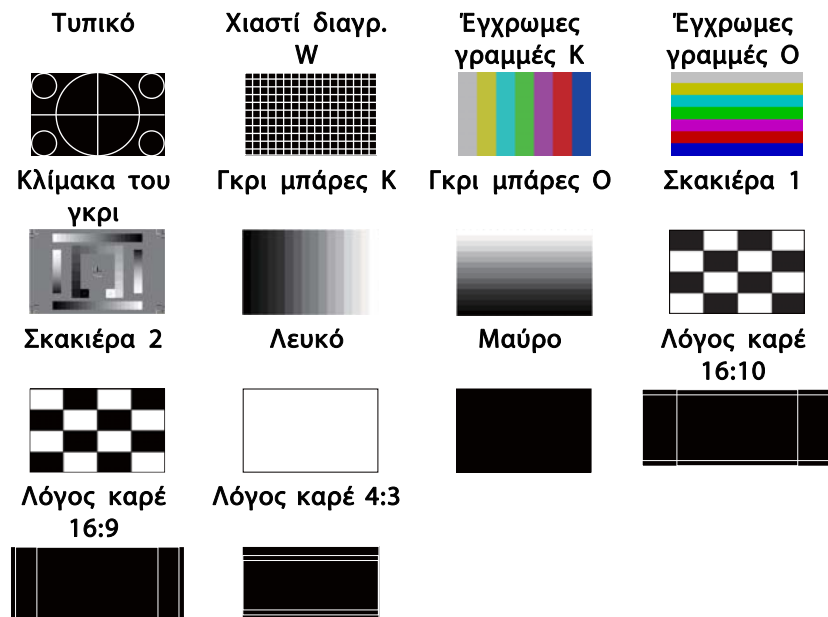 Τυπικό
Χιαστί διαγρ.
W
Έγχρωμες
γραμμές Κ
Έγχρωμες
γραμμές Ο
Κλίμακα του
γκρι
Γκρι μπάρες Κ
Γκρι μπάρες Ο
Σκακιέρα 1
Σκακιέρα 2
Λευκό
Μαύρο
Λόγος καρέ
16:10
Λόγος καρέ
16:9
Λόγος καρέ 4:3